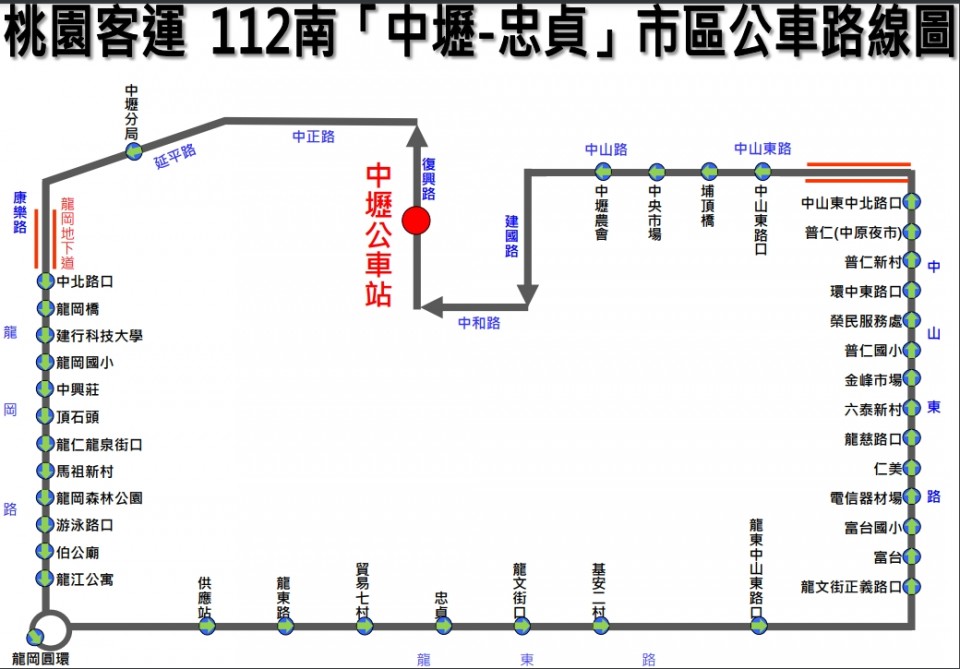 桃園客運 112南「中壢-忠貞」市區公車路線圖
中壢分局
延平路
中正路
復興路
中壢公車站
建國路
中和路
中山路
中山東路
中壢農會
中央市場
埔頂橋
中山東路口
康樂路
龍岡地下道
中北路口
龍岡橋
建行科技大學
龍岡國小
中興莊
頂石頭
龍仁龍泉街口
馬祖新村
龍岡森林公園
游泳路口
伯公廟
龍江公寓
龍岡路
龍岡圓環
供應站
龍東路
貿易七村
忠貞
龍文街口
基安二村
龍東中山東路口
龍東路
中山東中北路口
普仁(中原夜市)
普仁新村
環中東路口
榮民服務處
普仁國小
金峰市場
六泰新村
龍慈路口
仁美
電信器材場
富台國小
富台
龍文街正義路口
中山東路